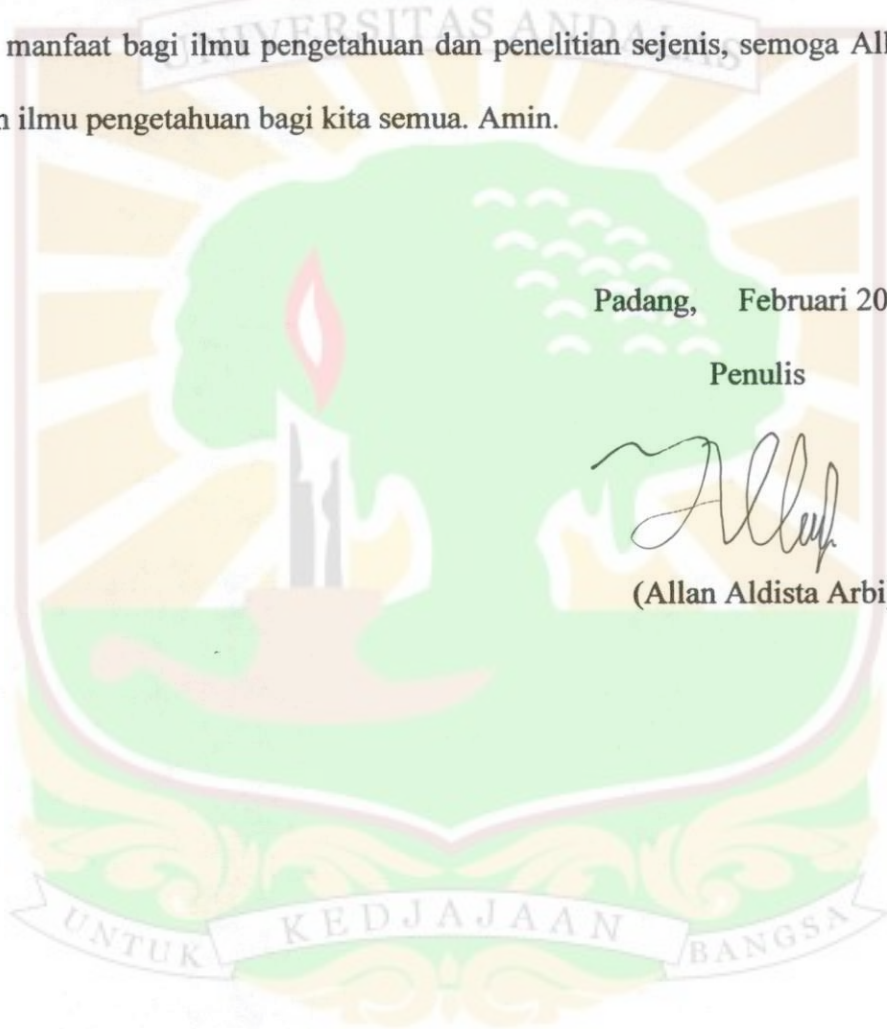 UNIVERSITAS ANDALAS
manfaat bagi ilmu pengetahuan dan penelitian sejenis, semoga All
ilmu pengetahuan bagi kita semua. Amin.
Padang, Februari 20
Penulis
(Allan Aldista Arbi
UNTUK KEDJAJAAN BANGSA